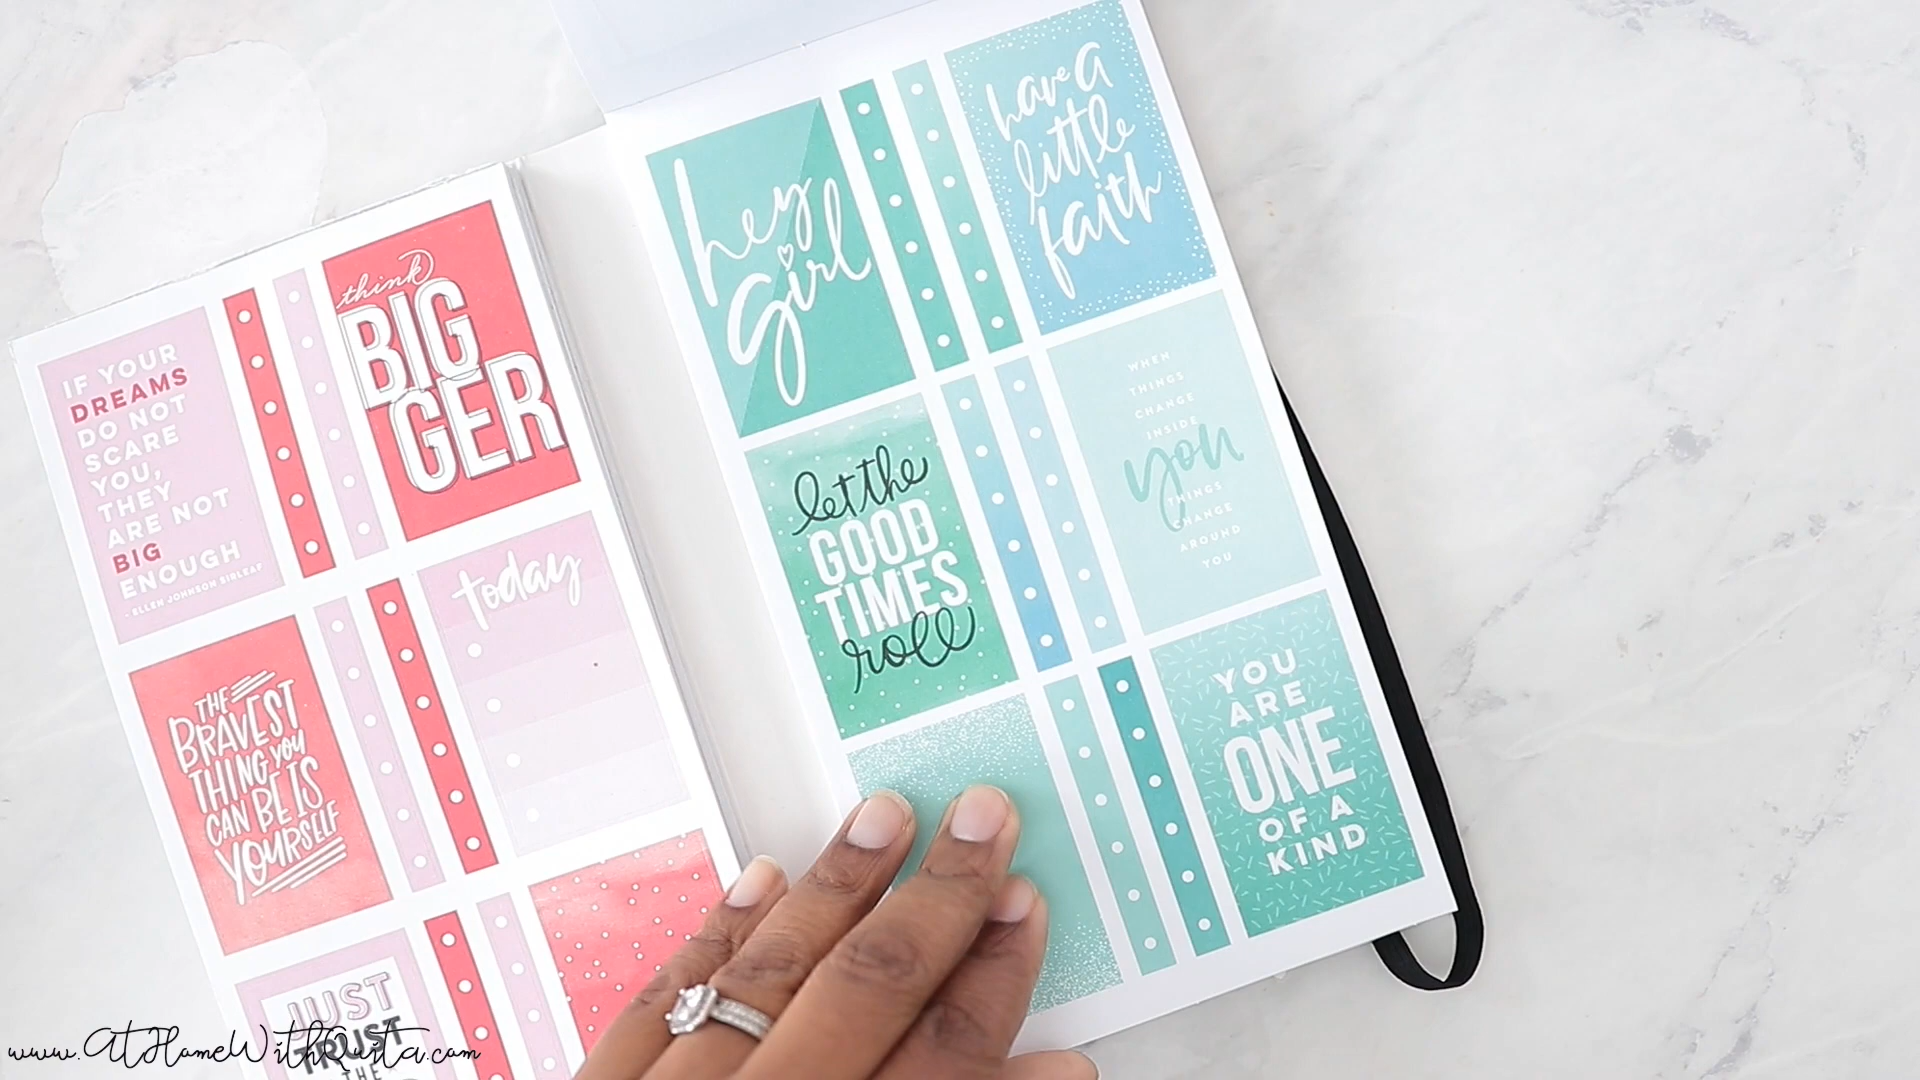 IF YOUR
DREAMS
DO NOT
SCARE
YOU,
THEY
ARE NOT
BIG
ENOUGH
- ELLEN JOHNSON SIRLEAF
think
BIG
GER
THE
BRAVEST
THING you
CAN BE IS
YOURSELF
today
JUST
TRUST
THE
hey
girl
have a
little
faith
let the
GOOD
TIMES
roll
WHEN
THINGS
CHANGE
INSIDE
you
THINGS
CHANGE
AROUND
YOU
YOU
ARE
ONE
OF A
KIND
www.AtHomeWithQuita.com